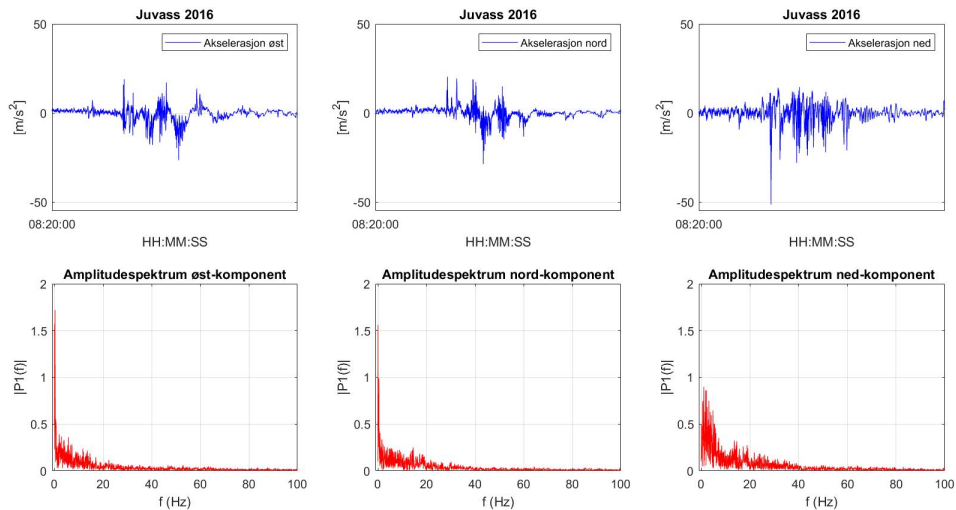 Juvass 2016
50
0
-50
[m/s²]
Akselerasjon øst
08:20:00
HH:MM:SS
Juvass 2016
50
0
-50
[m/s²]
Akselerasjon nord
08:20:00
HH:MM:SS
Juvass 2016
50
0
-50
[m/s²]
Akselerasjon ned
08:20:00
HH:MM:SS
Amplitudespektrum øst-komponent
2
1.5
1
0.5
0
|P1(f)|
0 20 40 60 80 100
f (Hz)
Amplitudespektrum nord-komponent
2
1.5
1
0.5
0
|P1(f)|
0 20 40 60 80 100
f (Hz)
Amplitudespektrum ned-komponent
2
1.5
1
0.5
0
|P1(f)|
0 20 40 60 80 100
f (Hz)